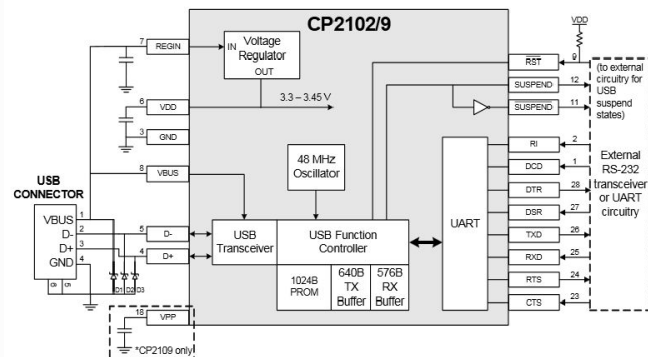 CP2102/9
7 REGIN
IN Voltage Regulator OUT
6 VDD
3.3 – 3.45 V
3 GND
8 VBUS
48 MHz Oscillator
USB CONNECTOR
VBUS 1
D- 2
D+ 3
GND 4
6 5
D1 D2 D3
5 D-
4 D+
USB Transceiver
USB Function Controller
1024B PROM
640B TX Buffer
576B RX Buffer
UART
18 VPP
*CP2109 only
VDD
RST 9
SUSPEND 12
SUSPEND 11
RI 2
DCD 1
DTR 28
DSR 27
TXD 26
RXD 25
RTS 24
CTS 23
(to external circuitry for USB suspend states)
External RS-232 transceiver or UART circuitry